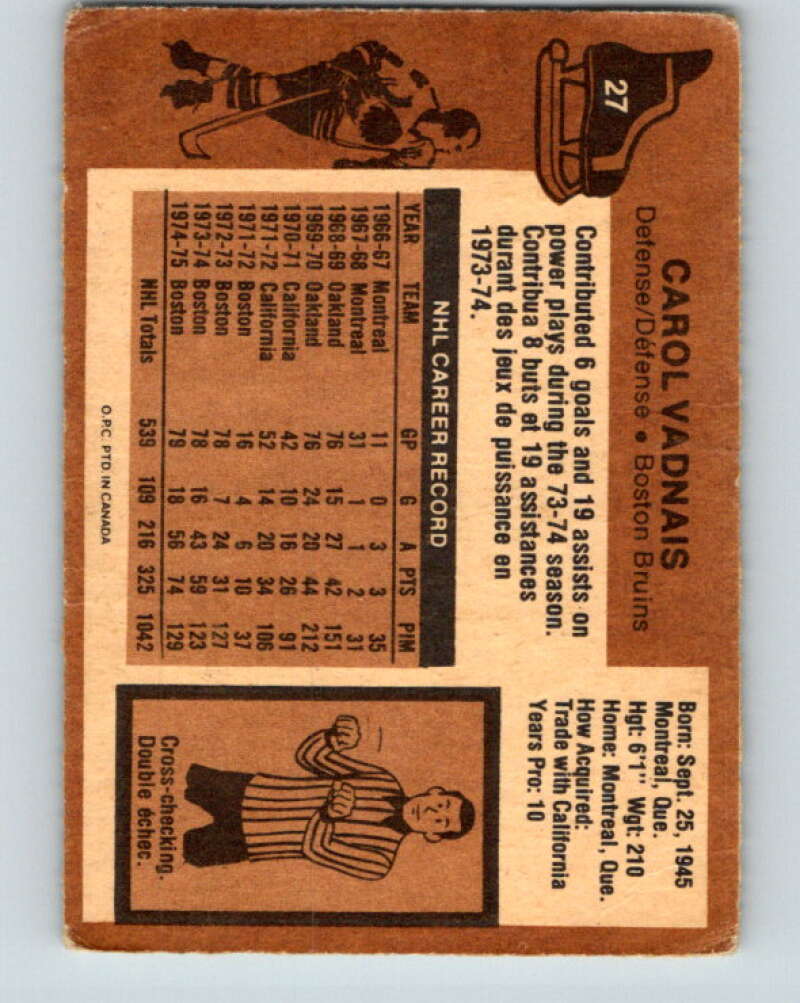 27
CAROL VADNAIS
Defense/Défense • Boston Bruins
Contributed 6 goals and 19 assists on
power plays during the 73-74 season.
Contribua 8 buts et 19 assistances
durant des jeux de puissance en
1973-74.
NHL CAREER RECORD
YEAR TEAM GP G A PTS PIM
1966-67 Montreal 11 0 3 3 35
1967-68 Montreal 31 1 1 2 31
1968-69 Oakland 76 15 27 42 151
1969-70 Oakland 76 24 20 44 212
1970-71 California 42 10 16 26 91
1971-72 California 52 14 20 34 106
1971-72 Boston 16 4 6 10 37
1972-73 Boston 78 7 24 31 127
1973-74 Boston 78 16 43 59 123
1974-75 Boston 79 18 56 74 129
NHL Totals 539 109 216 325 1042
O.P.C. PTD. IN CANADA
Born: Sept. 25, 1945
Montreal, Que.
Hgt: 6'1" Wgt: 210
Home: Montreal, Que.
How Acquired:
Trade with California
Years Pro: 10
Cross-checking.
Double échec.